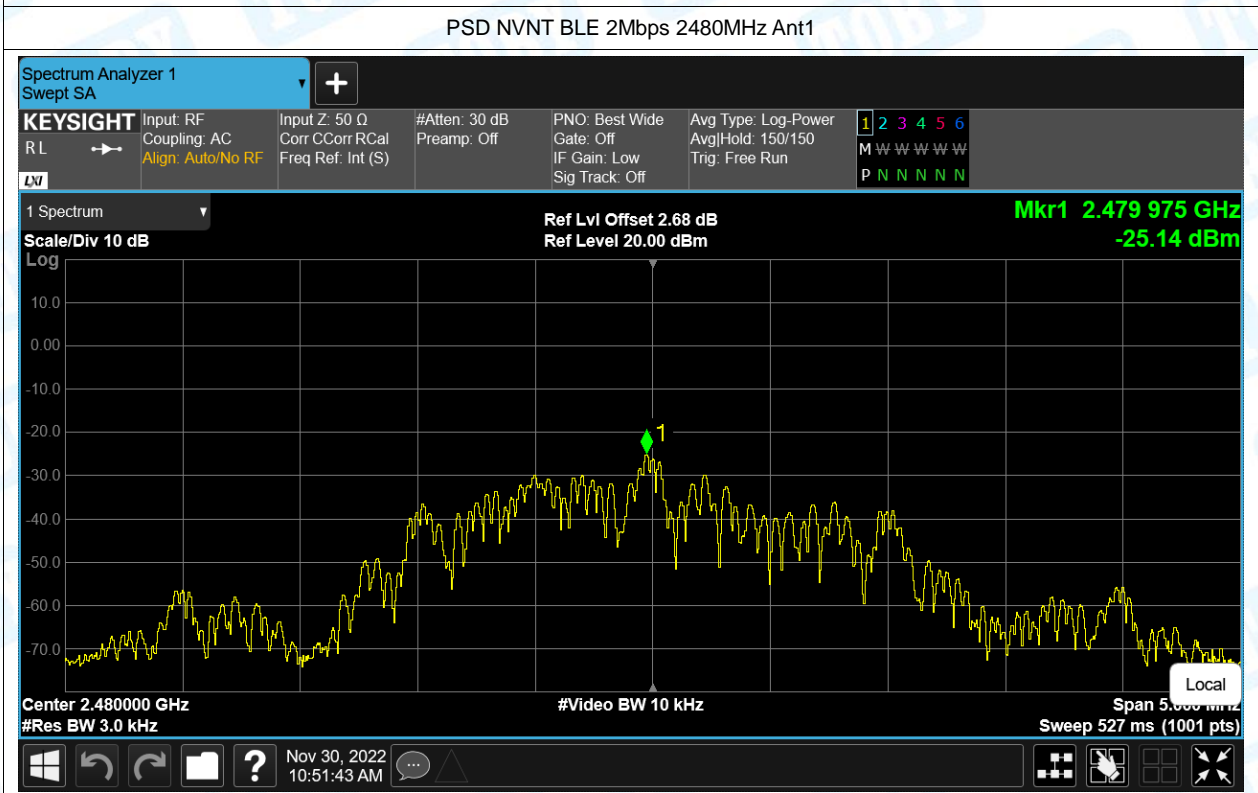 PSD NVNT BLE 2Mbps 2480MHz Ant1
Spectrum Analyzer 1
Swept SA
KEYSIGHT
R L
LXI
Input: RF
Coupling: AC
Align: Auto/No RF
Input Z: 50 Ω
Corr CCorr RCal
Freq Ref: Int (S)
#Atten: 30 dB
Preamp: Off
PNO: Best Wide
Gate: Off
IF Gain: Low
Sig Track: Off
Avg Type: Log-Power
Avg|Hold: 150/150
Trig: Free Run
1 2 3 4 5 6
M W W W W W
P N N N N N
1 Spectrum
Scale/Div 10 dB
Ref Lvl Offset 2.68 dB
Ref Level 20.00 dBm
Mkr1 2.479 975 GHz
-25.14 dBm
Log
10.0
0.00
-10.0
-20.0
-30.0
-40.0
-50.0
-60.0
-70.0
1
Center 2.480000 GHz
#Res BW 3.0 kHz
#Video BW 10 kHz
Local
Span 5.000 MHz
Sweep 527 ms (1001 pts)
?
Nov 30, 2022
10:51:43 AM